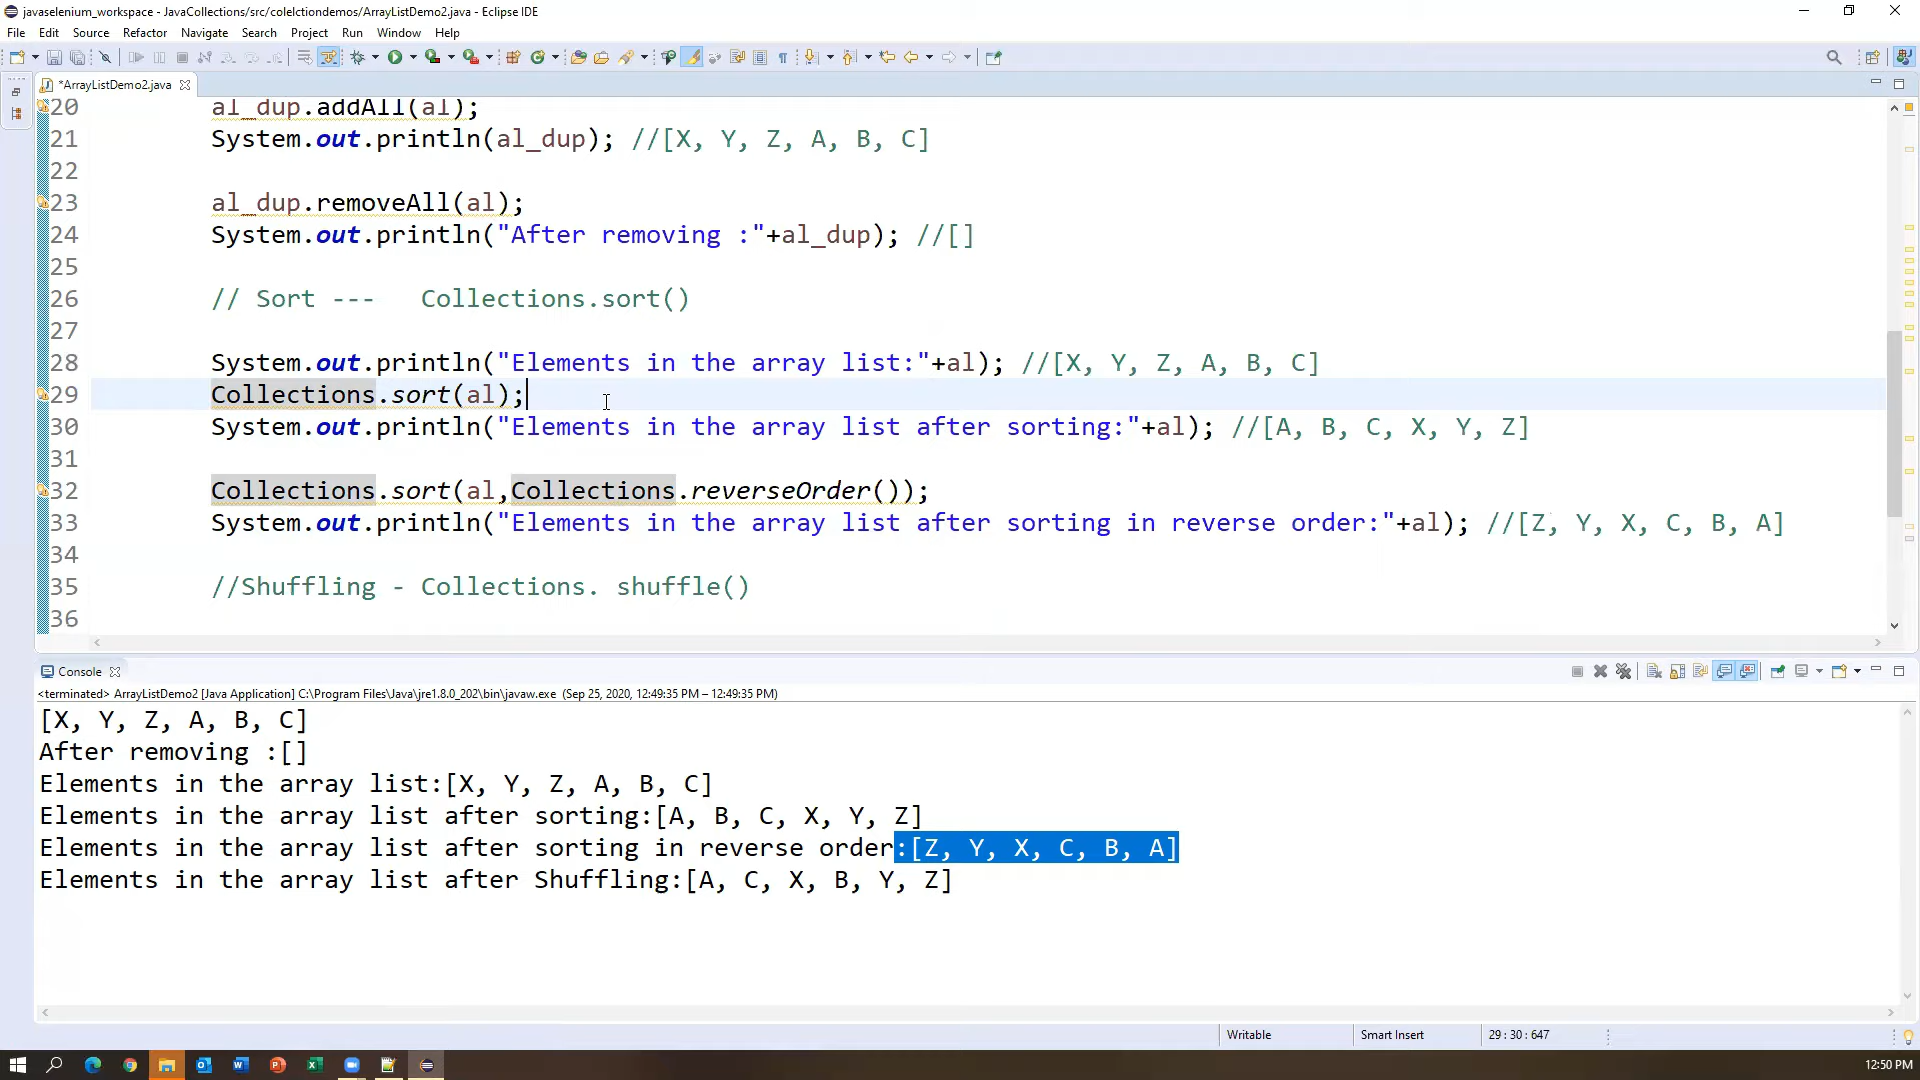 javaselenium_workspace - JavaCollections/src/colelctiondemos/ArrayListDemo2.java - Eclipse IDE
File Edit Source Refactor Navigate Search Project Run Window Help
*ArrayListDemo2.java
20 al_dup.addAll(al);
21 System.out.println(al_dup); //[X, Y, Z, A, B, C]
22
23 al_dup.removeAll(al);
24 System.out.println("After removing :"+al_dup); //[]
25
26 // Sort --- Collections.sort()
27
28 System.out.println("Elements in the array list:"+al); //[X, Y, Z, A, B, C]
29 Collections.sort(al);
30 System.out.println("Elements in the array list after sorting:"+al); //[A, B, C, X, Y, Z]
31
32 Collections.sort(al,Collections.reverseOrder());
33 System.out.println("Elements in the array list after sorting in reverse order:"+al); //[Z, Y, X, C, B, A]
34
35 //Shuffling - Collections. shuffle()
36
Console
<terminated> ArrayListDemo2 [Java Application] C:\Program Files\Java\jre1.8.0_202\bin\javaw.exe (Sep 25, 2020, 12:49:35 PM – 12:49:35 PM)
[X, Y, Z, A, B, C]
After removing :[]
Elements in the array list:[X, Y, Z, A, B, C]
Elements in the array list after sorting:[A, B, C, X, Y, Z]
Elements in the array list after sorting in reverse order:[Z, Y, X, C, B, A]
Elements in the array list after Shuffling:[A, C, X, B, Y, Z]
Writable Smart Insert 29 : 30 : 647
12:50 PM